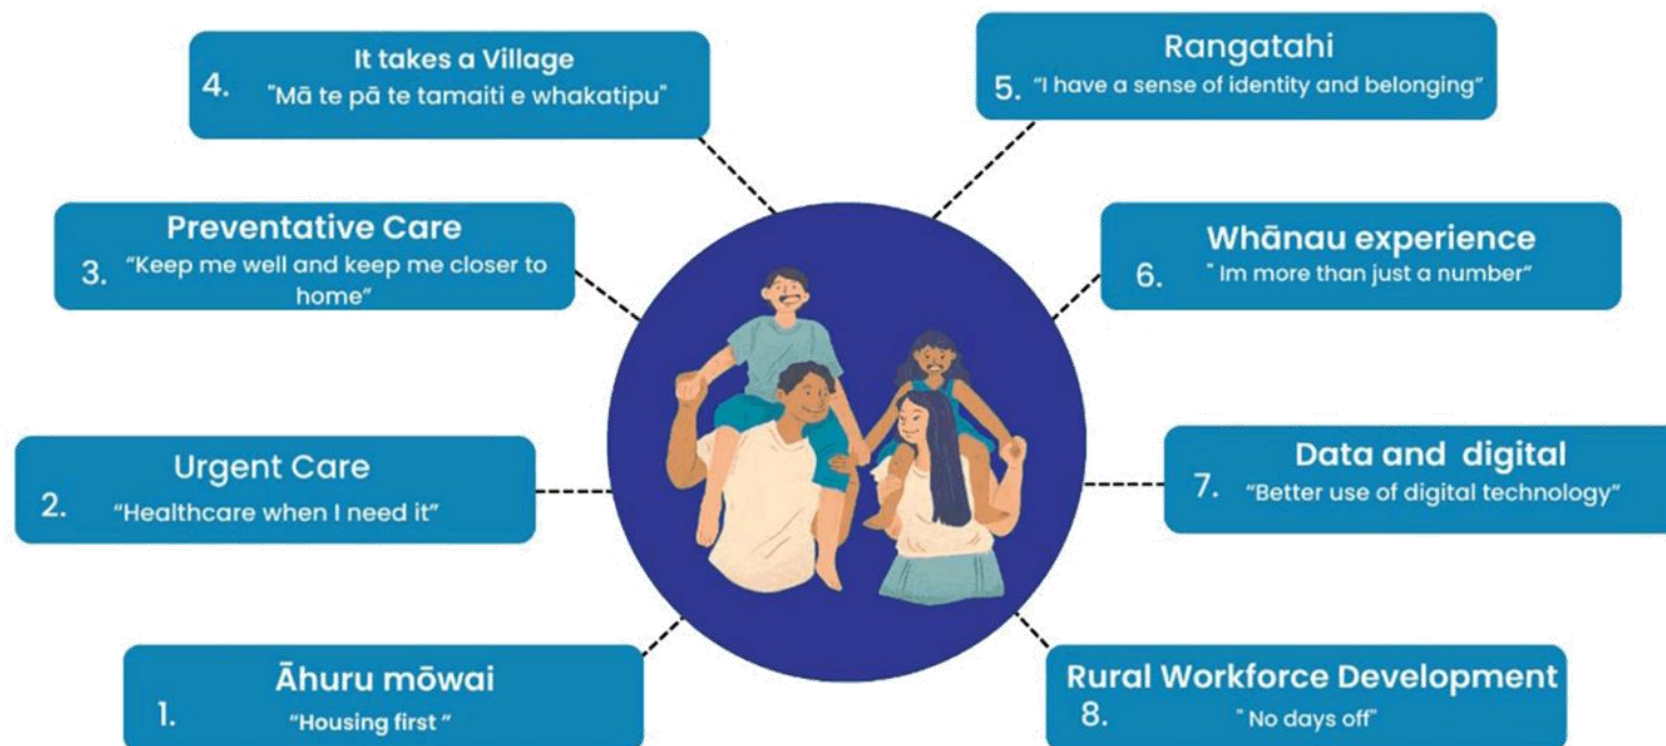 4.
It takes a Village
"Mā te pā te tamaiti e whakatipu"
Rangatahi
5. “I have a sense of identity and belonging”
Preventative Care
3. “Keep me well and keep me closer to
home”
Whānau experience
6. " Im more than just a number”
Urgent Care
2. “Healthcare when I need it”
Data and digital
7. “Better use of digital technology”
Āhuru mōwai
1. “Housing first ”
Rural Workforce Development
8. " No days off"